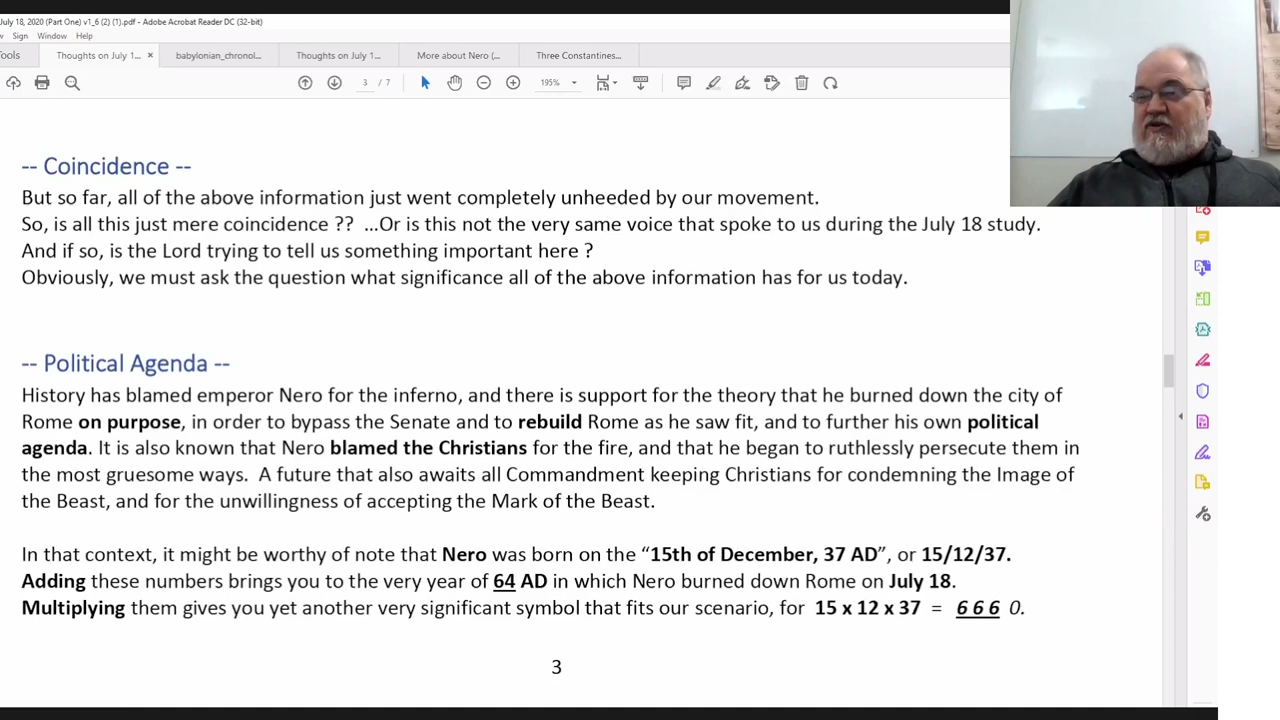 July 18, 2020 (Part One) v1_6 (2) (1).pdf - Adobe Acrobat Reader DC (32-bit)
Sign Window Help
Tools Thoughts on July 1... × babylonian_chronol... Thoughts on July 1... More about Nero (... Three Constantines...
3 / 7 195%
-- Coincidence --
But so far, all of the above information just went completely unheeded by our movement.
So, is all this just mere coincidence ?? ...Or is this not the very same voice that spoke to us during the July 18 study.
And if so, is the Lord trying to tell us something important here ?
Obviously, we must ask the question what significance all of the above information has for us today.
-- Political Agenda --
History has blamed emperor Nero for the inferno, and there is support for the theory that he burned down the city of
Rome on purpose, in order to bypass the Senate and to rebuild Rome as he saw fit, and to further his own political
agenda. It is also known that Nero blamed the Christians for the fire, and that he began to ruthlessly persecute them in
the most gruesome ways. A future that also awaits all Commandment keeping Christians for condemning the Image of
the Beast, and for the unwillingness of accepting the Mark of the Beast.
In that context, it might be worthy of note that Nero was born on the “15th of December, 37 AD”, or 15/12/37.
Adding these numbers brings you to the very year of 64 AD in which Nero burned down Rome on July 18.
Multiplying them gives you yet another very significant symbol that fits our scenario, for 15 x 12 x 37 = 6 6 6 0.
3